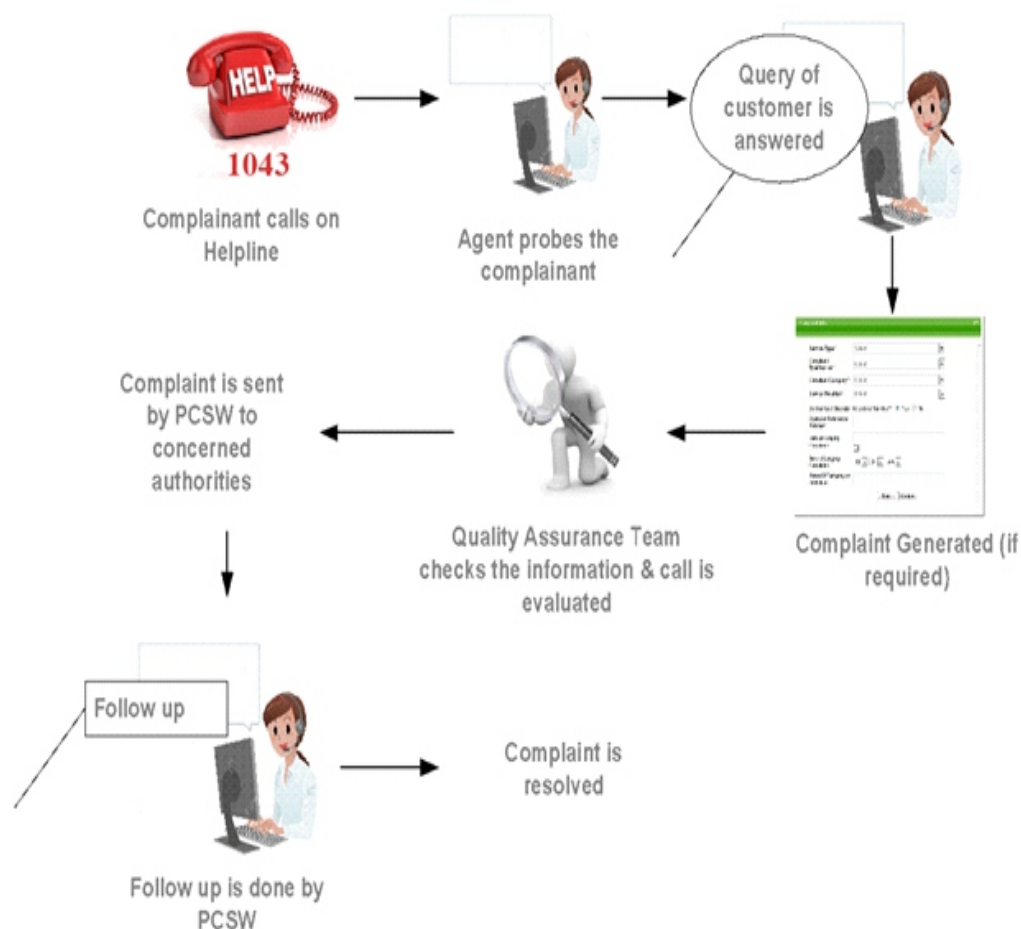 HELP
1043
Complainant calls on
Helpline
Agent probes the
complainant
Query of
customer is
answered
Complaint Generated (if
required)
Quality Assurance Team
checks the information & call is
evaluated
Complaint is sent
by PCSW to
concerned
authorities
Follow up
Follow up is done by
PCSW
Complaint is
resolved